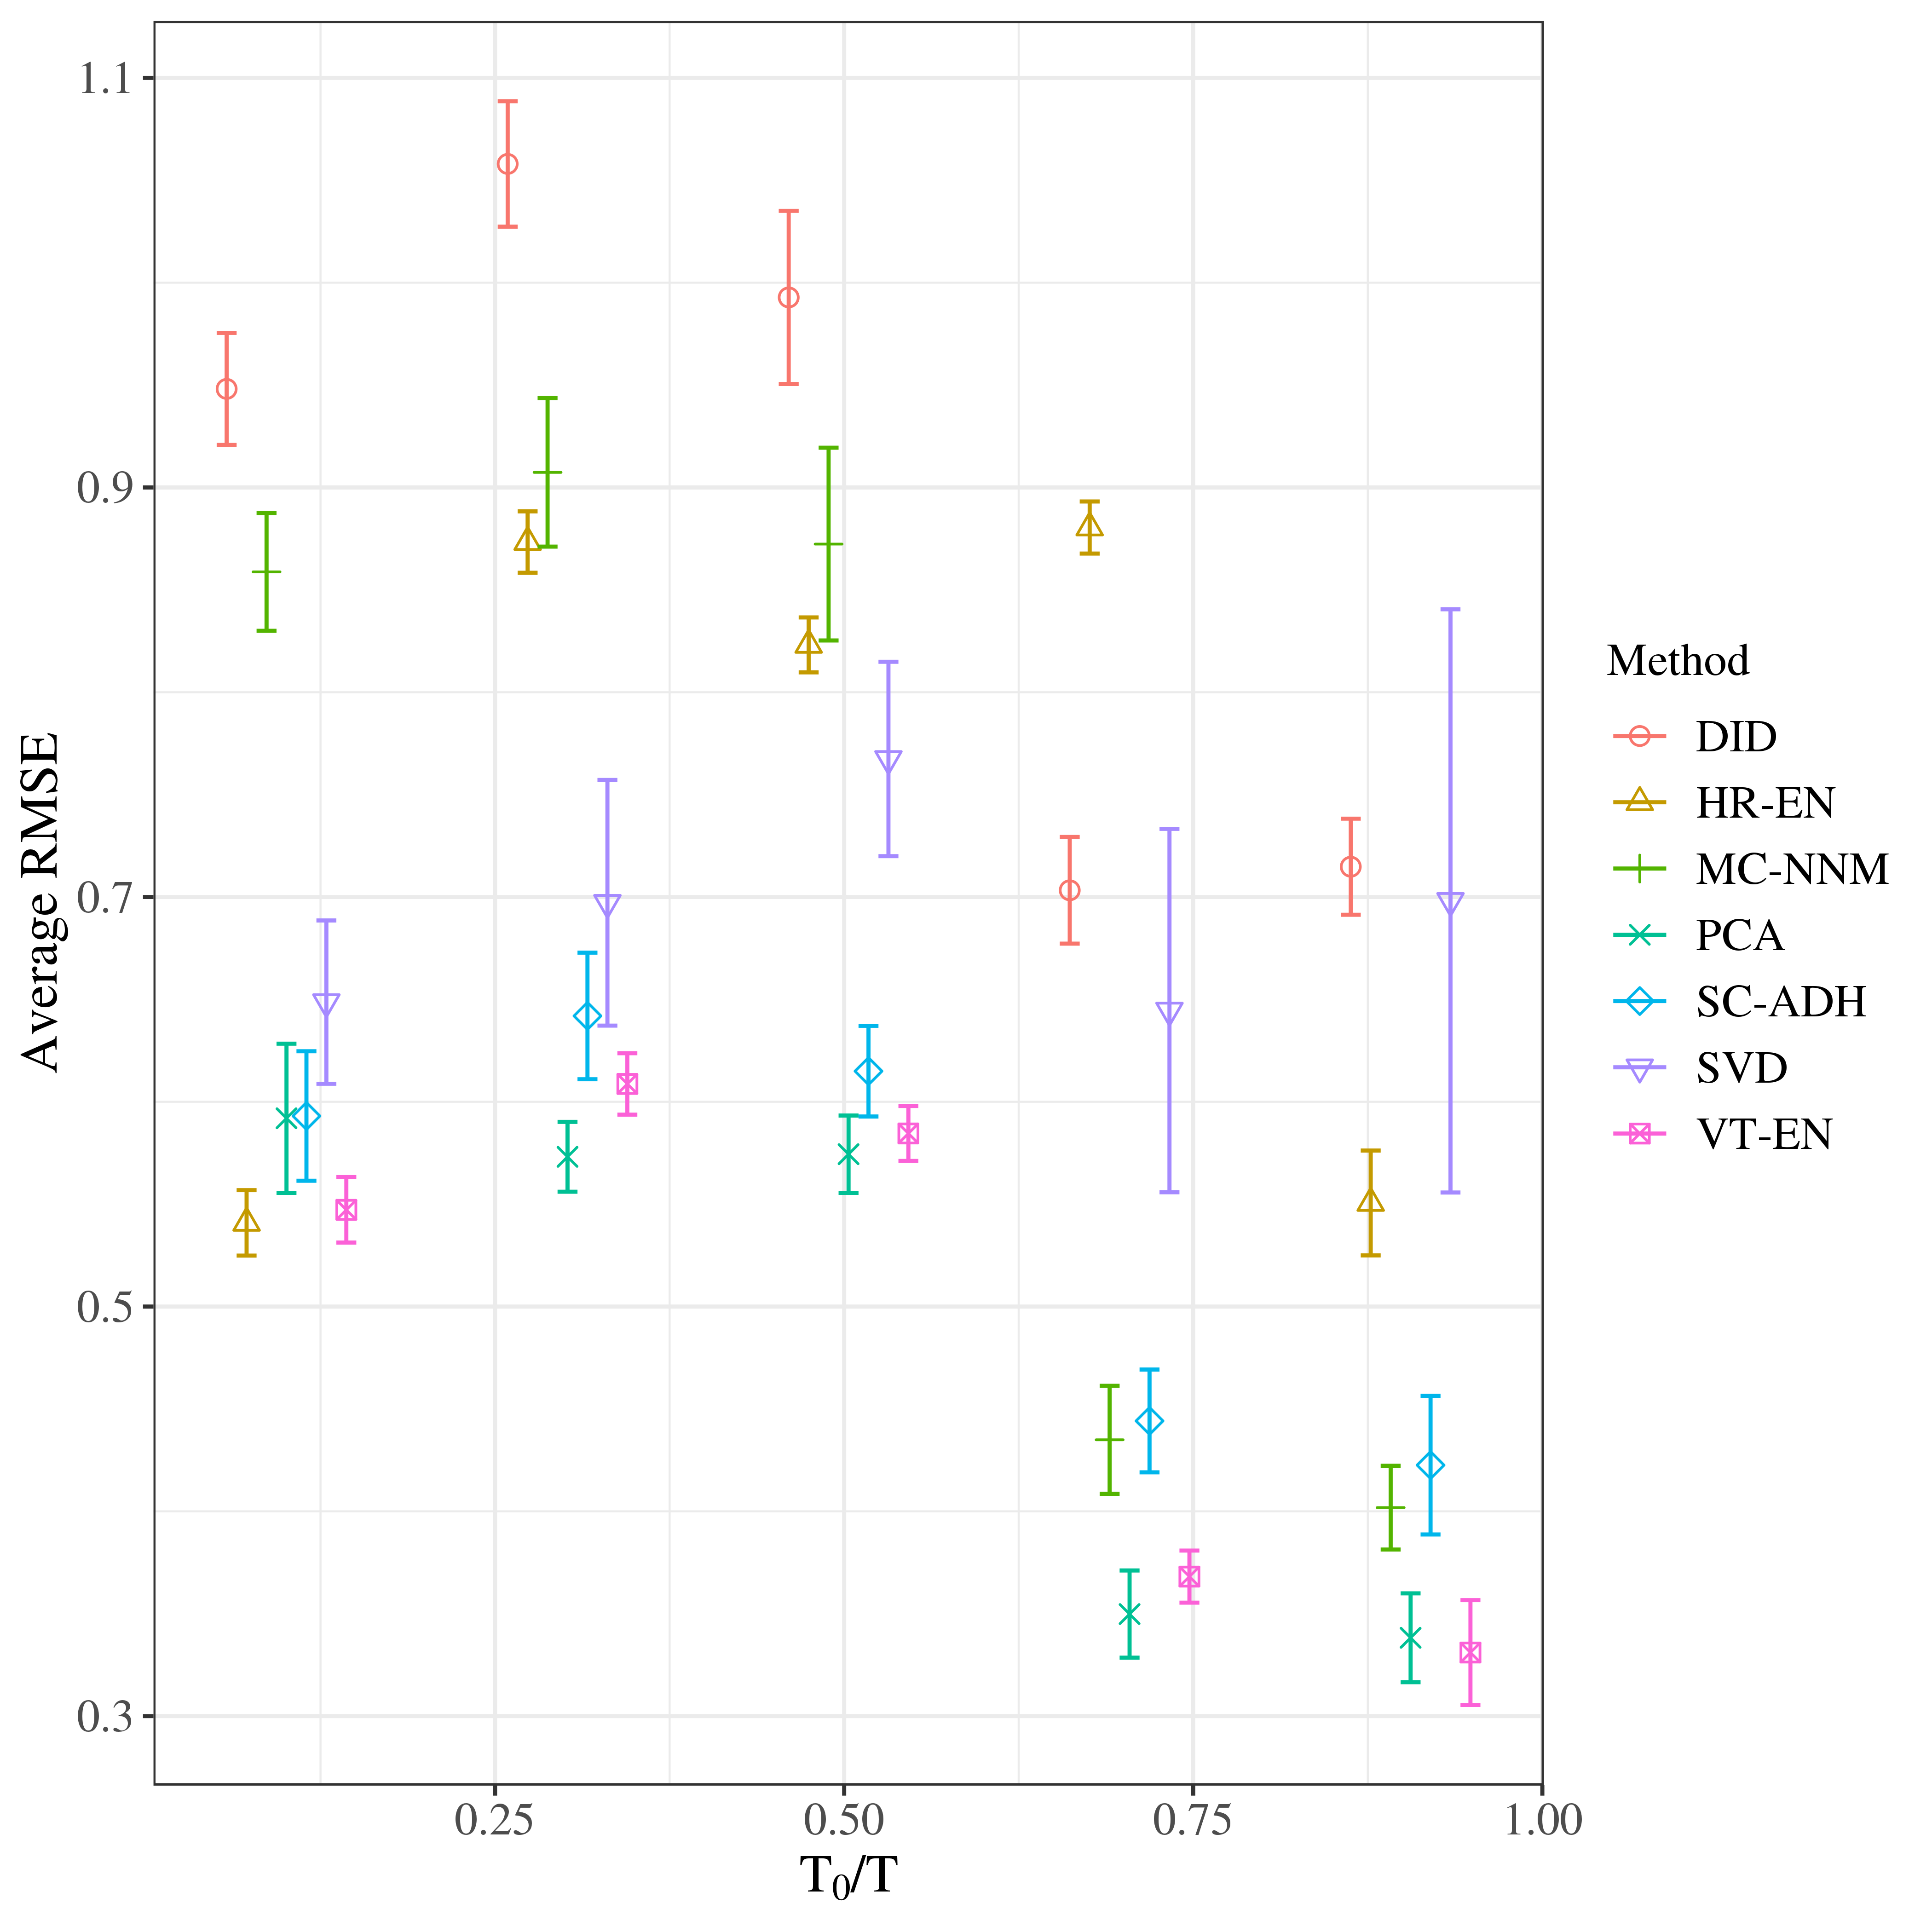 1.1
0.9
0.7
0.5
0.3
Average RMSE
0.25 0.50 0.75 1.00
T₀/T
Method
DID
HR-EN
MC-NNM
PCA
SC-ADH
SVD
VT-EN